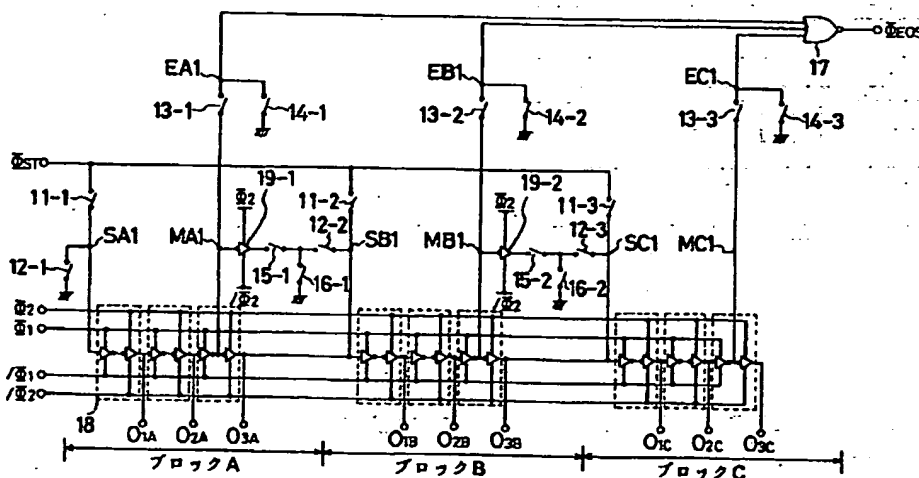 ΦEOS
17
EA1
EB1
EC1
13-1
14-1
13-2
14-2
13-3
14-3
ΦST
19-1
19-2
11-1
Φ2
11-2
12-2
Φ2
11-3
12-3
SA1
MA1
SB1
MB1
SC1
MC1
12-1
15-1
16-1
15-2
16-2
/Φ2
/Φ2
Φ2
Φ1
/Φ1
/Φ2
18
O1A
O2A
O3A
O1B
O2B
O3B
O1C
O2C
O3C
ブロックA
ブロックB
ブロックC